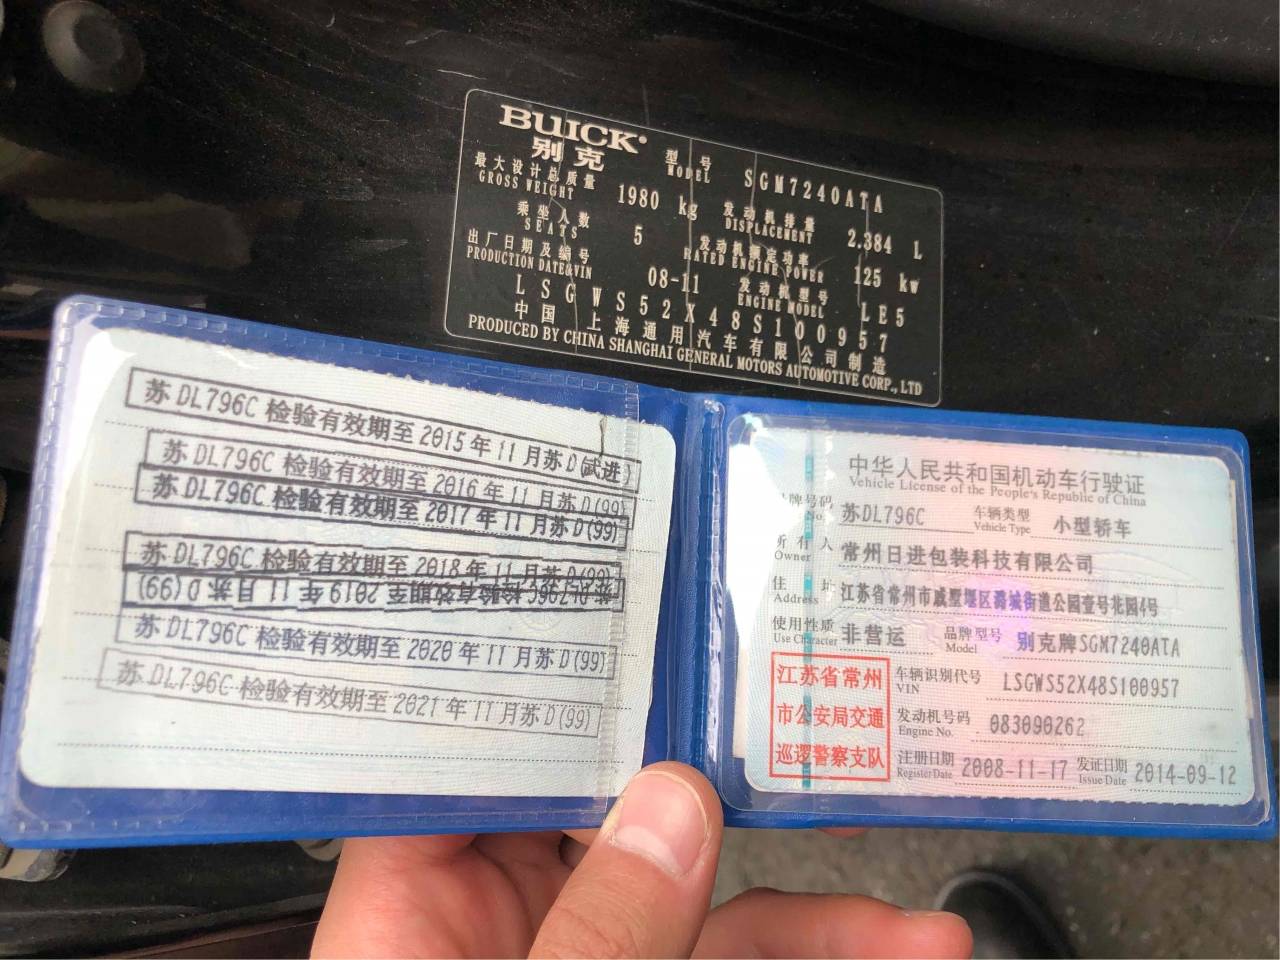 BUICK
别克
型号 MODEL SGM7240ATA
最大设计总质量 GROSS WEIGHT 1980 kg
发动机排量 DISPLACEMENT 2.384 L
乘坐人数 SEATS 5
发动机额定功率 RATED ENGINE POWER 125 kw
出厂日期及编号 PRODUCTION DATE&VIN 08-11
发动机型号 ENGINE MODEL LE5
LSGWS52X48S100957
中国 上海通用汽车有限公司制造
PRODUCED BY CHINA SHANGHAI GENERAL MOTORS AUTOMOTIVE CORP., LTD
苏DL796C 检验有效期至 2015年11月苏D(武进)
苏DL796C 检验有效期至 2016年11月苏D(99)
苏DL796C 检验有效期至 2017年11月苏D(99)
苏DL796C 检验有效期至 2018年11月苏D(99)
苏DL796C 检验有效期至 2019年11月苏D(99)
苏DL796C 检验有效期至 2020年11月苏D(99)
苏DL796C 检验有效期至 2021年11月苏D(99)
中华人民共和国机动车行驶证
Vehicle License of the People's Republic of China
牌号码 No. 苏DL796C 车辆类型 Vehicle Type 小型轿车
所有人 Owner 常州日进包装科技有限公司
住址 Address 江苏省常州市戚墅堰区潞城街道公园壹号花园4号
使用性质 Use Character 非营运 品牌型号 Model 别克牌SGM7240ATA
江苏省常州
市公安局交通
巡逻警察支队
车辆识别代号 VIN LSGWS52X48S100957
发动机号码 Engine No. 083090262
注册日期 Register Date 2008-11-17 发证日期 Issue Date 2014-09-12